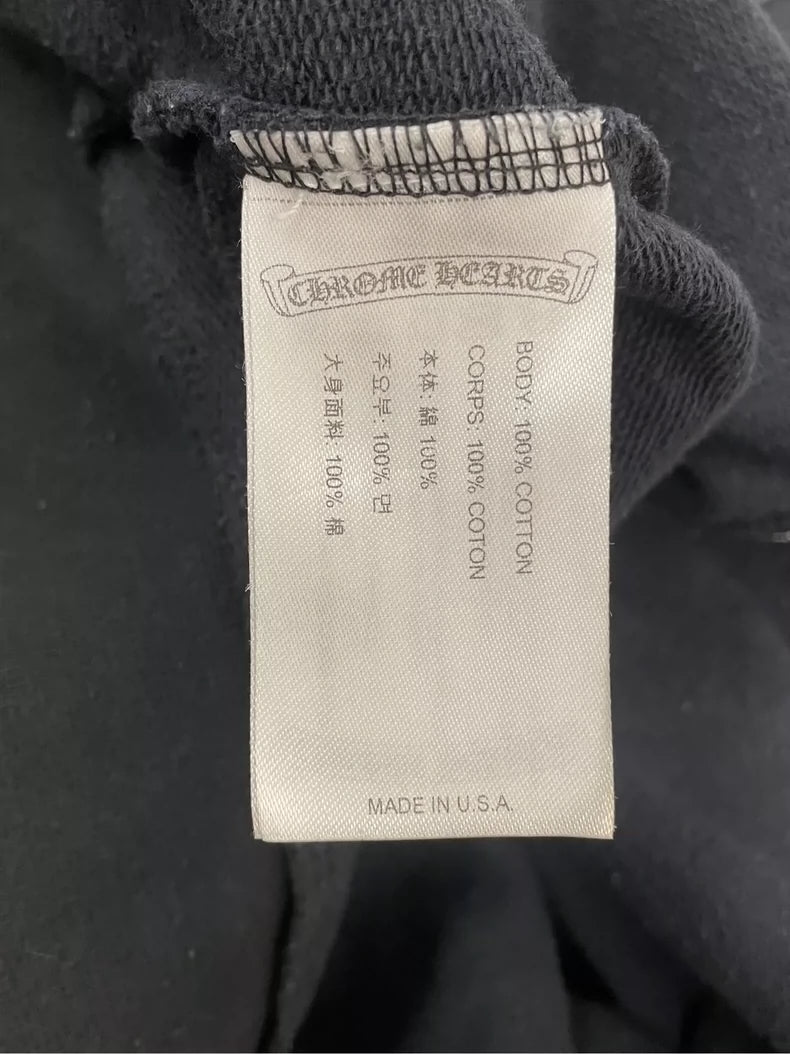 CHROME HEARTS
BODY: 100% COTTON
CORPS: 100% COTON
本体: 綿 100%
주요부: 100% 면
大身面料: 100% 棉
MADE IN U.S.A.